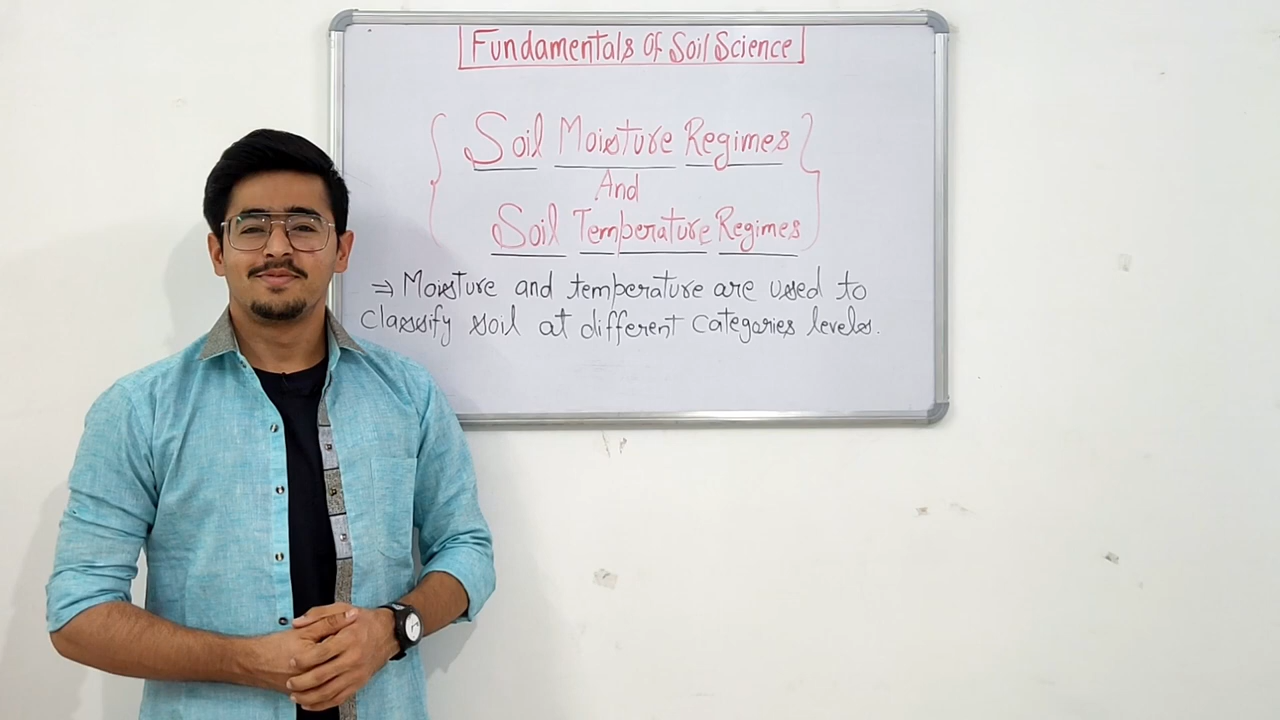 Fundamentals Of Soil Science
Soil Moisture Regimes
And
Soil Temperature Regimes
⇒ Moisture and temperature are used to
classify soil at different categories levels.